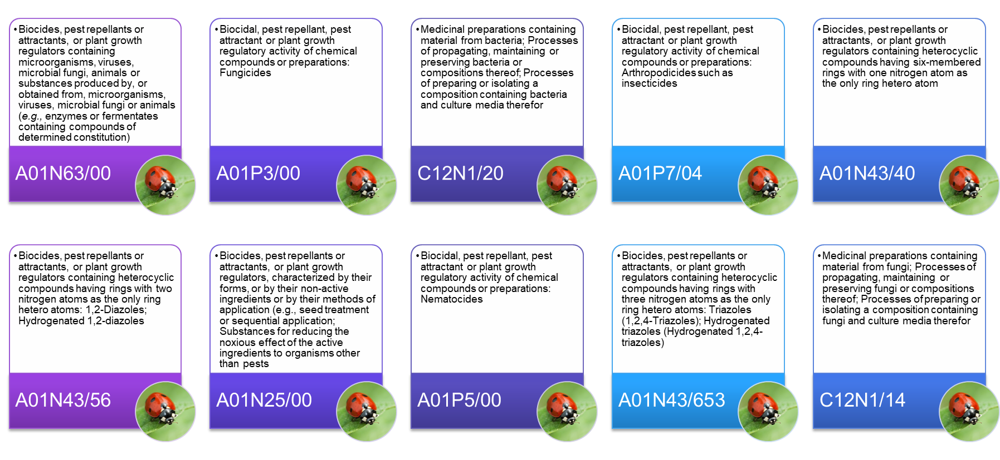 • Biocides, pest repellants or
attractants, or plant growth
regulators containing
microorganisms, viruses,
microbial fungi, animals or
substances produced by, or
obtained from, microorganisms,
viruses, microbial fungi or animals
(e.g., enzymes or fermentates
containing compounds of
determined constitution)
A01N63/00
• Biocidal, pest repellant, pest
attractant or plant growth
regulatory activity of chemical
compounds or preparations:
Fungicides
A01P3/00
• Medicinal preparations containing
material from bacteria; Processes
of propagating, maintaining or
preserving bacteria or
compositions thereof; Processes
of preparing or isolating a
composition containing bacteria
and culture media therefor
C12N1/20
• Biocidal, pest repellant, pest
attractant or plant growth
regulatory activity of chemical
compounds or preparations:
Arthropodicides such as
insecticides
A01P7/04
• Biocides, pest repellants or
attractants, or plant growth
regulators containing heterocyclic
compounds having six-membered
rings with one nitrogen atom as
the only ring hetero atom
A01N43/40
• Biocides, pest repellants or
attractants, or plant growth
regulators containing heterocyclic
compounds having rings with two
nitrogen atoms as the only ring
hetero atoms: 1,2-Diazoles;
Hydrogenated 1,2-diazoles
A01N43/56
• Biocides, pest repellants or
attractants, or plant growth
regulators, characterized by their
forms, or by their non-active
ingredients or by their methods of
application (e.g., seed treatment
or sequential application;
Substances for reducing the
noxious effect of the active
ingredients to organisms other
than pests
A01N25/00
• Biocidal, pest repellant, pest
attractant or plant growth
regulatory activity of chemical
compounds or preparations:
Nematocides
A01P5/00
• Biocides, pest repellants or
attractants, or plant growth
regulators containing heterocyclic
compounds having rings with
three nitrogen atoms as the only
ring hetero atoms: Triazoles
(1,2,4-Triazoles); Hydrogenated
triazoles (Hydrogenated 1,2,4-
triazoles)
A01N43/653
• Medicinal preparations containing
material from fungi; Processes of
propagating, maintaining or
preserving fungi or compositions
thereof; Processes of preparing or
isolating a composition containing
fungi and culture media therefor
C12N1/14